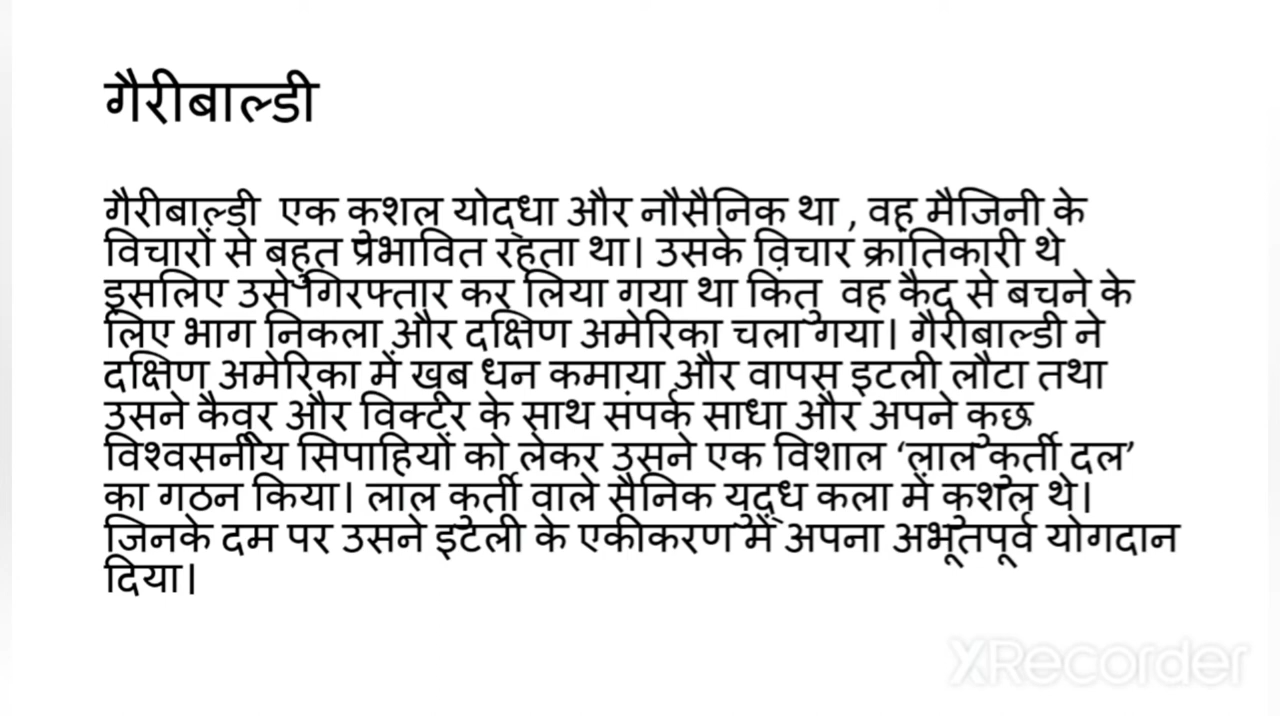 गैरीबाल्डी
गैरीबाल्डी एक कुशल योद्धा और नौसैनिक था , वह मैजिनी के
विचारों से बहुत प्रभावित रहता था। उसके विचार क्रांतिकारी थे
इसलिए उसे गिरफ्तार कर लिया गया था किंतु वह कैद से बचने के
लिए भाग निकला और दक्षिण अमेरिका चला गया। गैरीबाल्डी ने
दक्षिण अमेरिका में खूब धन कमाया और वापस इटली लौटा तथा
उसने कैवूर और विक्टर के साथ संपर्क साधा और अपने कुछ
विश्वसनीय सिपाहियों को लेकर उसने एक विशाल ‘लाल कुर्ती दल’
का गठन किया। लाल कुर्ती वाले सैनिक युद्ध कला में कुशल थे।
जिनके दम पर उसने इटली के एकीकरण में अपना अभूतपूर्व योगदान
दिया।
XRecorder